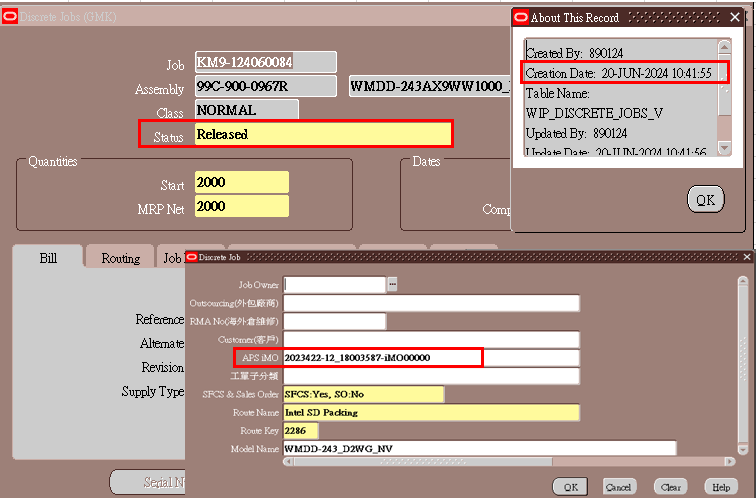 Discrete Jobs (GMK)
Job KM9-124060084
Assembly 99C-900-0967R WMDD-243AX9WW1000_
Class NORMAL
Status Released
Quantities
Start 2000
MRP Net 2000
Dates
Comp
Bill Routing Job
Reference
Alternate
Revision
Supply Type
Serial N
About This Record
Created By: 890124
Creation Date: 20-JUN-2024 10:41:55
Table Name:
WIP_DISCRETE_JOBS_V
Updated By: 890124
Update Date: 20-JUN-2024 10:41:56
OK
Discrete Job
Job Owner
Outsourcing(外包廠商)
RMA No(海外倉維修)
Customer(客戶)
APS iMO 2023422-12_18003587-iMO00000
工單子分類
SFCS & Sales Order SFCS:Yes, SO:No
Route Name Intel SD Packing
Route Key 2286
Model Name WMDD-243_D2WG_NV
OK Cancel Clear Help